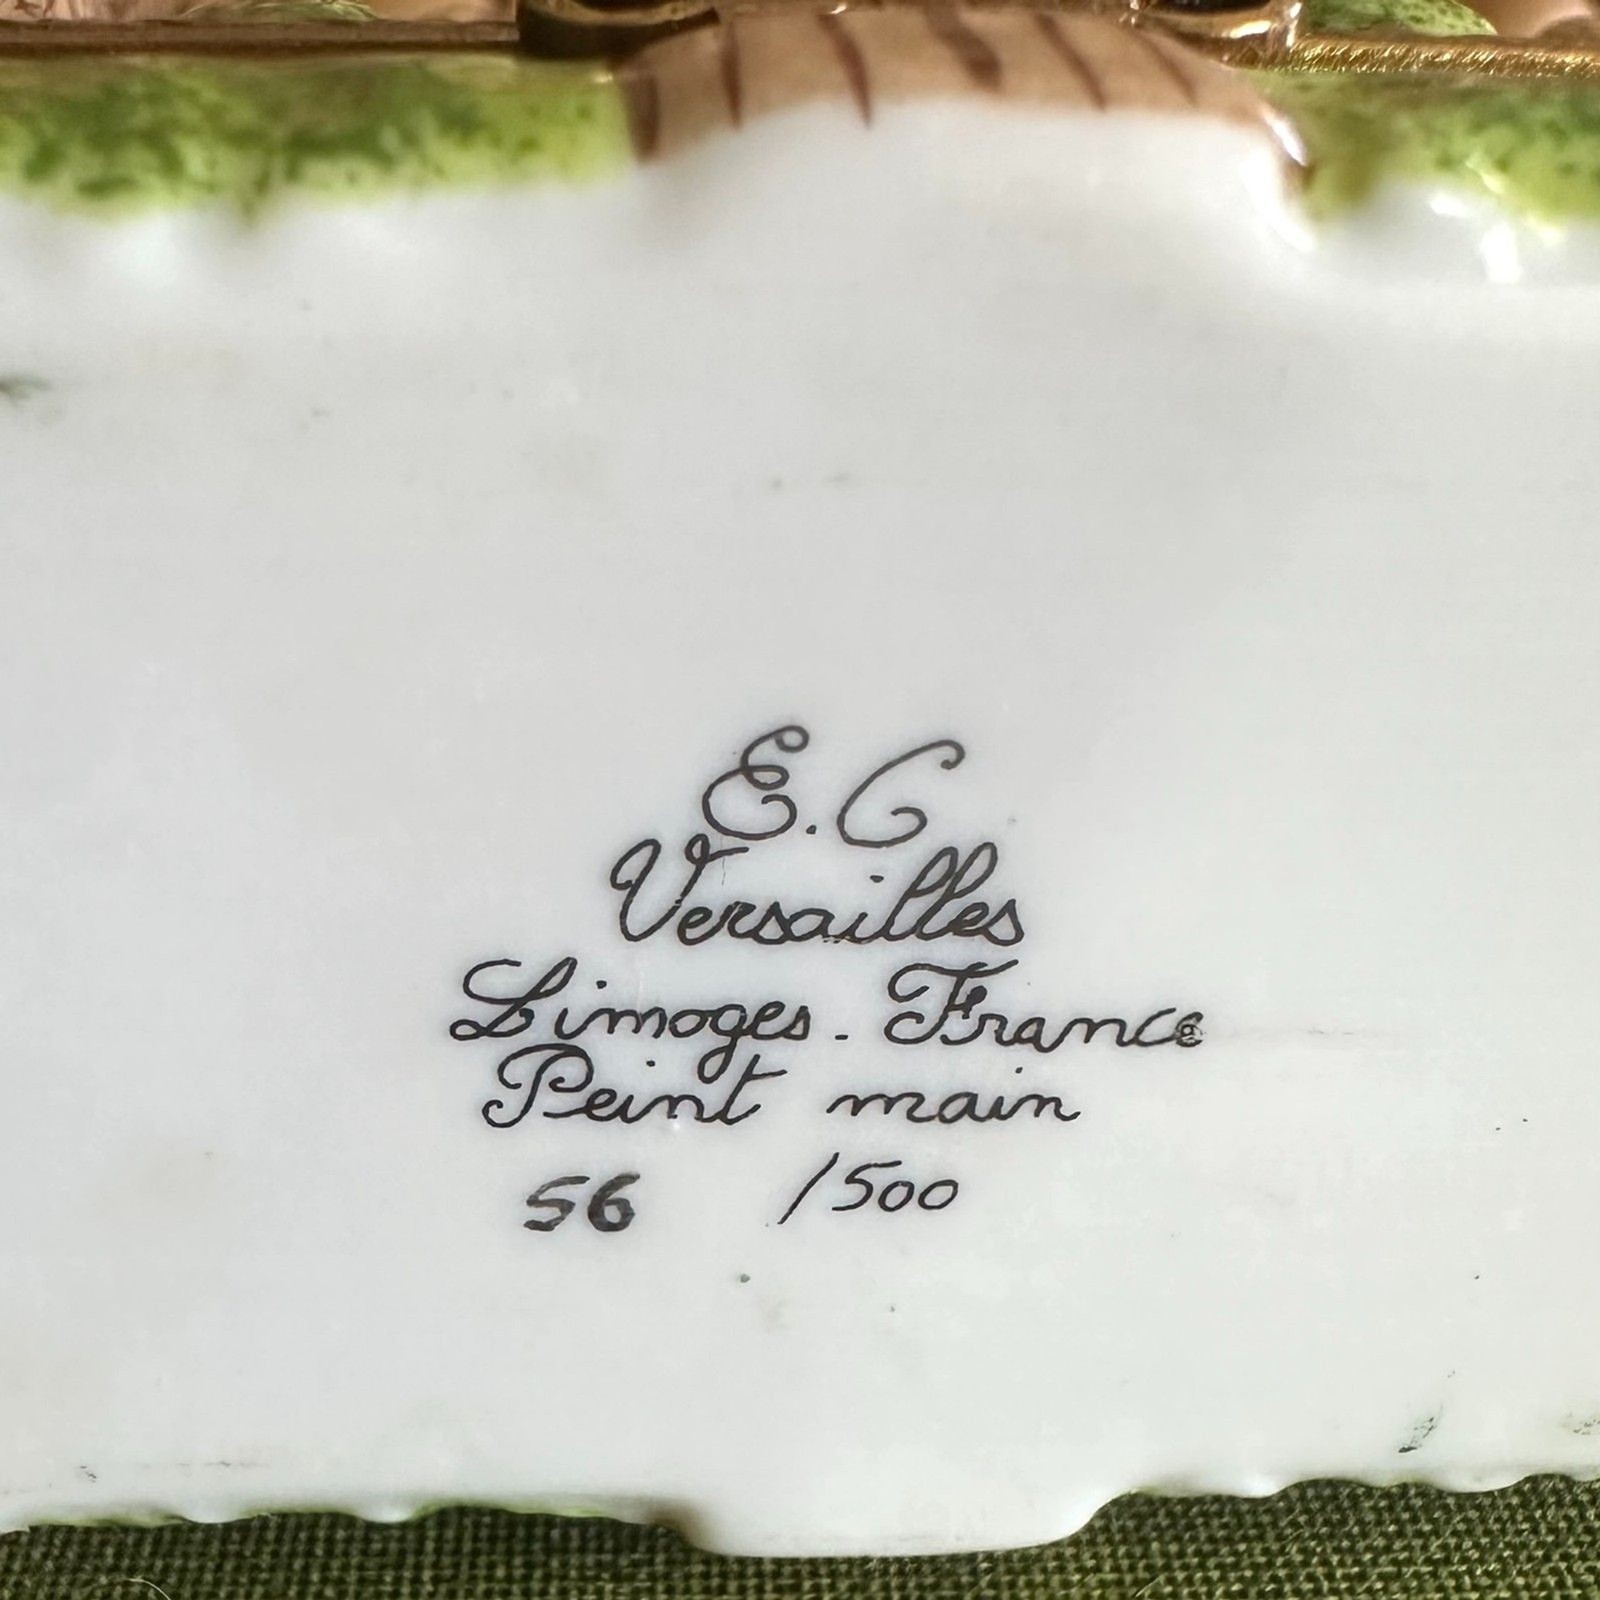 E.C
Versailles
Limoges. France
Peint main
56 /500